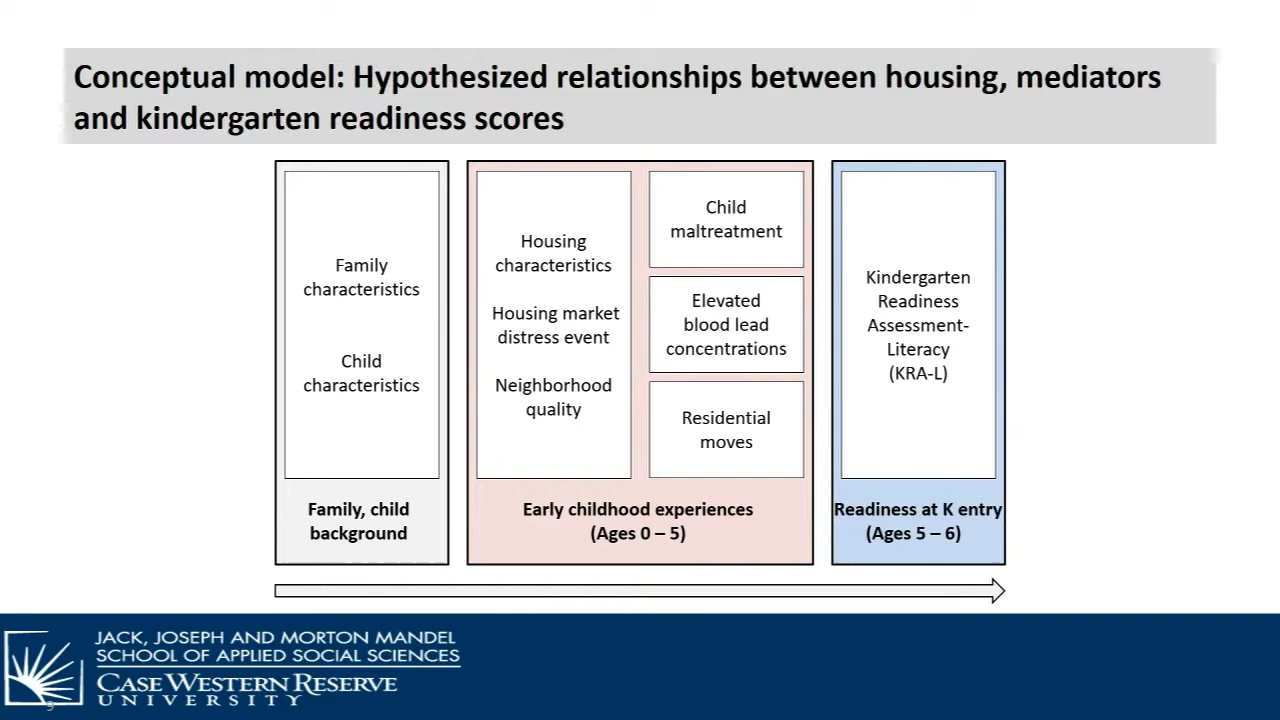 Conceptual model: Hypothesized relationships between housing, mediators
and kindergarten readiness scores
Family
characteristics
Child
characteristics
Family, child
background
Housing
characteristics
Housing market
distress event
Neighborhood
quality
Child
maltreatment
Elevated
blood lead
concentrations
Residential
moves
Early childhood experiences
(Ages 0 – 5)
Kindergarten
Readiness
Assessment-
Literacy
(KRA-L)
Readiness at K entry
(Ages 5 – 6)
JACK, JOSEPH AND MORTON MANDEL
SCHOOL OF APPLIED SOCIAL SCIENCES
CASE WESTERN RESERVE
UNIVERSITY
9